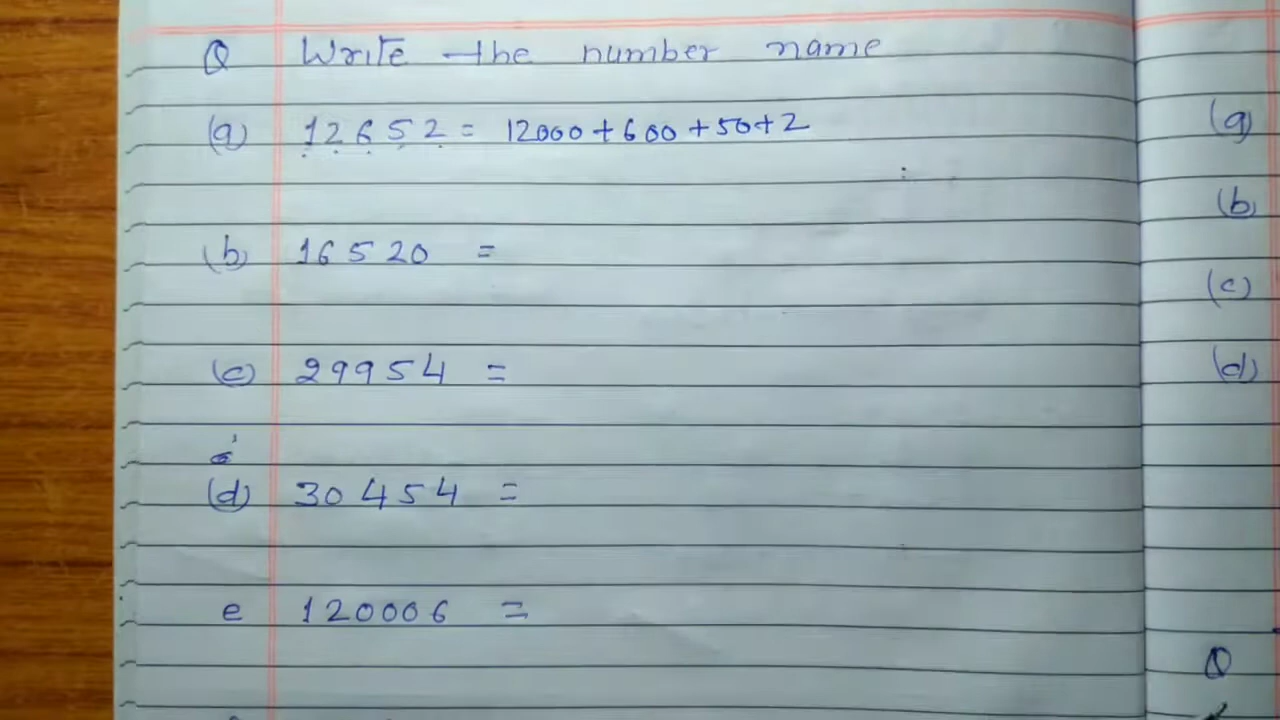 Q Write the number name
(a) 12652 = 12000+600+50+2
(b) 16520 =
(c) 29954 =
(d) 30454 =
e 120006 =
(a)
(b)
(c)
(d)
Q